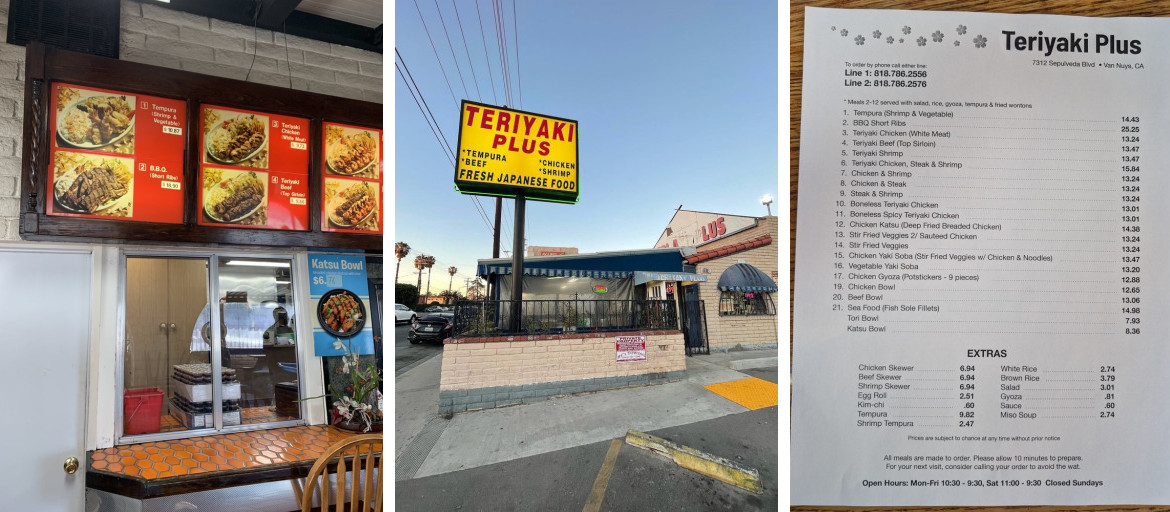 1 Tempura
(Shrimp &
Vegetable)
$ 10.87
2 B.B.Q.
(Short Ribs)
3 Teriyaki
Chicken
(White Meat)
4 Teriyaki
Beef
(Top Sirloin)
Katsu Bowl
$6.
TERIYAKI
PLUS
*TEMPURA *CHICKEN
*BEEF *SHRIMP
FRESH JAPANESE FOOD
LUS
Teriyaki Plus
7312 Sepulveda Blvd • Van Nuys, CA
To order by phone call either line:
Line 1: 818.786.2556
Line 2: 818.786.2576
* Meals 2-12 served with salad, rice, gyoza, tempura & fried wontons
1. Tempura (Shrimp & Vegetable) 14.43
2. BBQ Short Ribs 25.25
3. Teriyaki Chicken (White Meat) 13.24
4. Teriyaki Beef (Top Sirloin) 13.47
5. Teriyaki Shrimp 13.47
6. Teriyaki Chicken, Steak & Shrimp 15.84
7. Chicken & Shrimp 13.24
8. Chicken & Steak 13.24
9. Steak & Shrimp 13.24
10. Boneless Teriyaki Chicken 13.01
11. Boneless Spicy Teriyaki Chicken 13.01
12. Chicken Katsu (Deep Fried Breaded Chicken) 14.38
13. Stir Fried Veggies 2/ Sauteed Chicken 13.24
14. Stir Fried Veggies 13.24
15. Chicken Yaki Soba (Stir Fried Veggies w/ Chicken & Noodles) 13.47
16. Vegetable Yaki Soba 13.20
17. Chicken Gyoza (Potstickers - 9 pieces) 12.68
19. Chicken Bowl 12.65
20. Beef Bowl 13.06
21. Sea Food (Fish Sole Fillets) 14.98
Tori Bowl 7.93
Katsu Bowl 8.36
EXTRAS
Chicken Skewer 6.94 White Rice 2.74
Beef Skewer 6.94 Brown Rice 3.79
Shrimp Skewer 6.94 Salad 3.01
Egg Roll 2.51 Gyoza .81
Kim-chi .60 Sauce .60
Tempura 9.82 Miso Soup 2.74
Shrimp Tempura 2.47
Prices are subject to chance at any time without prior notice
All meals are made to order. Please allow 10 minutes to prepare.
For your next visit, consider calling your order to avoid the wat.
Open Hours: Mon-Fri 10:30 - 9:30, Sat 11:00 - 9:30 Closed Sundays